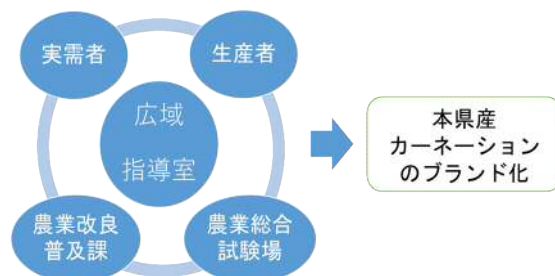 実需者
生産者
広域
指導室
農業改良
普及課
農業総合
試験場
本県産
カーネーション
のブランド化